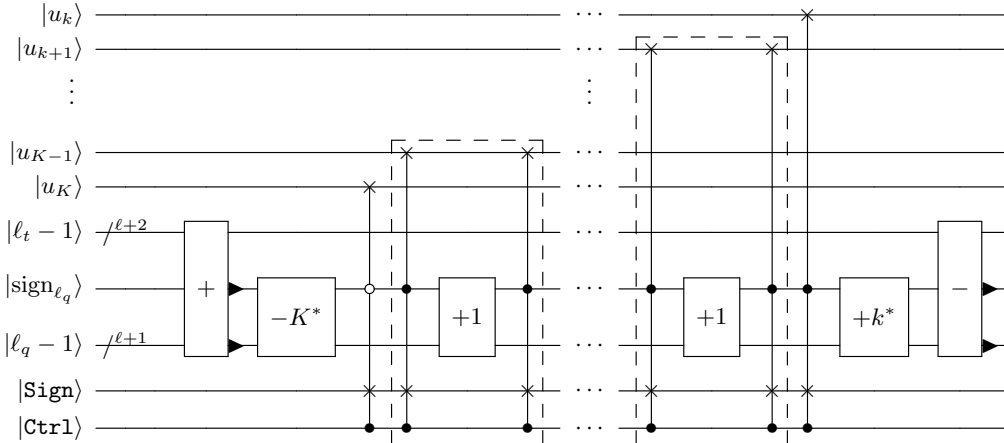 |u_k⟩ ···
|u_{k+1}⟩ ···
⋮ ⋮
|u_{K−1}⟩ ···
|u_K⟩ ···
|ℓ_t − 1⟩ ℓ+2 ···
|sign_{ℓ_q}⟩ + −K* +1 ··· +1 +k* −
|ℓ_q − 1⟩ ℓ+1 ···
|Sign⟩ ···
|Ctrl⟩ ···